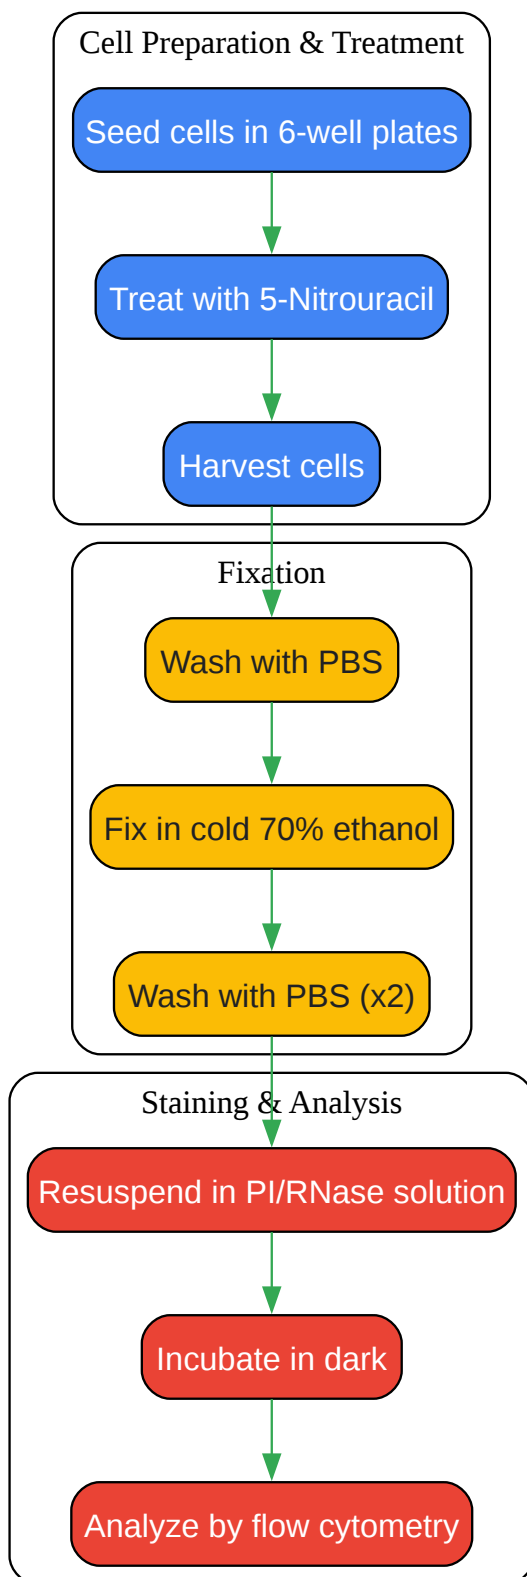 Cell Preparation & Treatment
Seed cells in 6-well plates
Treat with 5-Nitrouracil
Harvest cells
Fixation
Wash with PBS
Fix in cold 70% ethanol
Wash with PBS (x2)
Staining & Analysis
Resuspend in PI/RNase solution
Incubate in dark
Analyze by flow cytometry